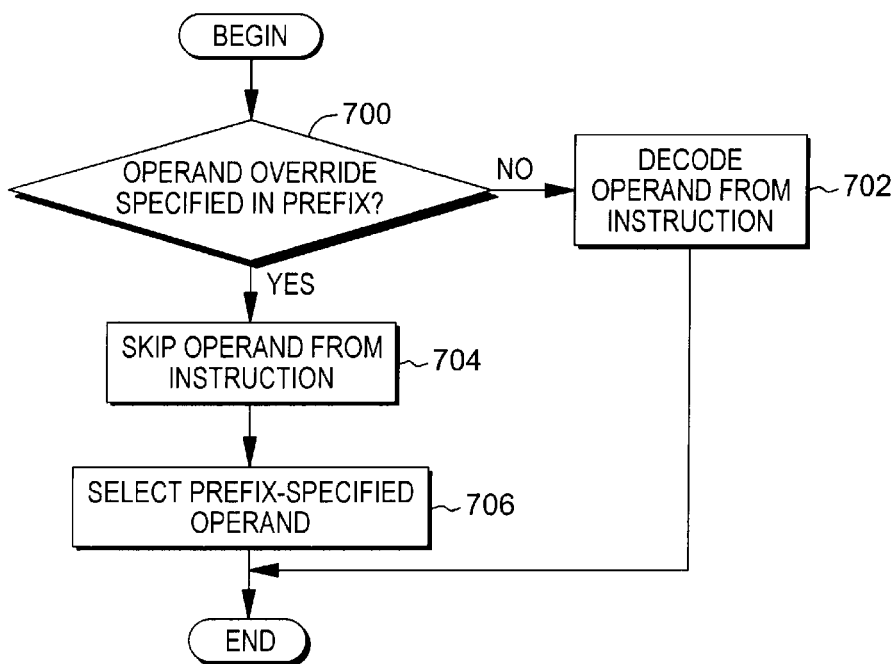 BEGIN
700
OPERAND OVERRIDE
SPECIFIED IN PREFIX?
NO
DECODE
OPERAND FROM
INSTRUCTION
702
YES
SKIP OPERAND FROM
INSTRUCTION
704
SELECT PREFIX-SPECIFIED
OPERAND
706
END